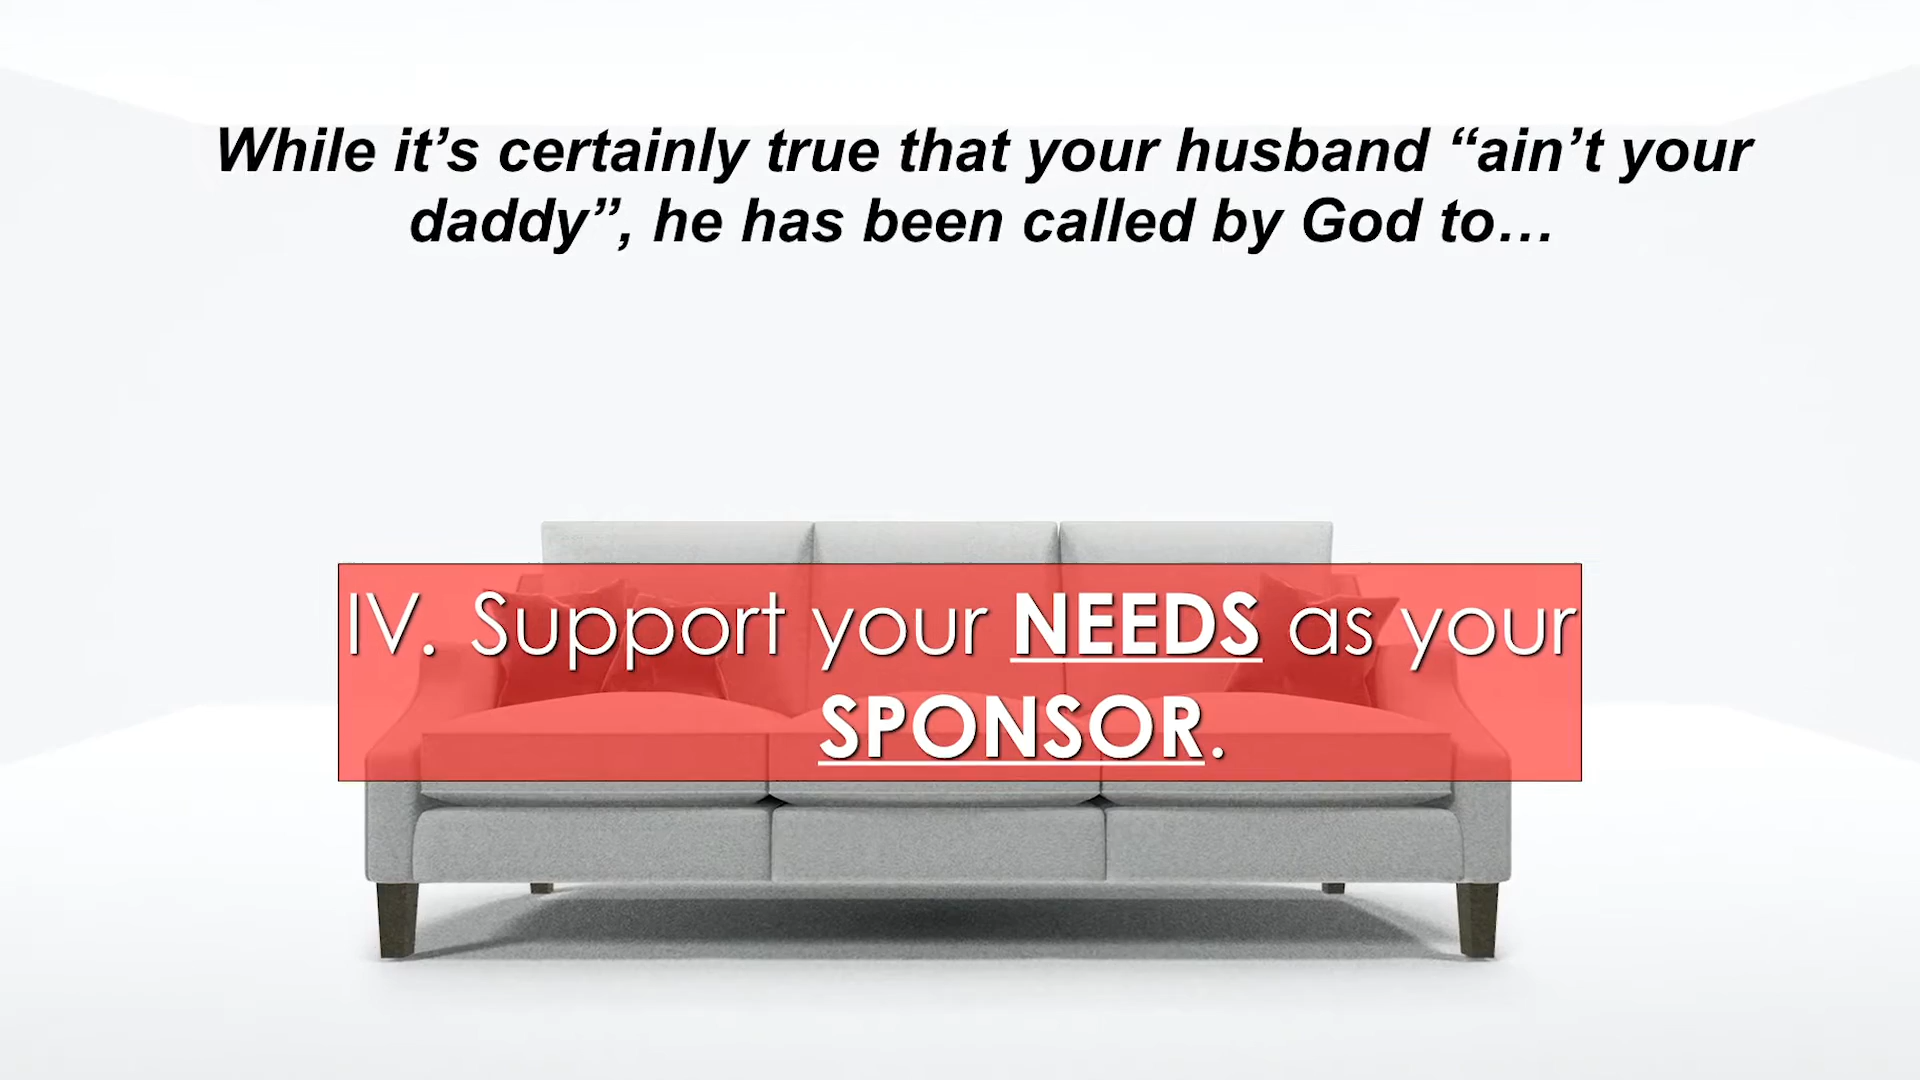 While it’s certainly true that your husband “ain’t your
daddy”, he has been called by God to…
IV. Support your NEEDS as your
SPONSOR.